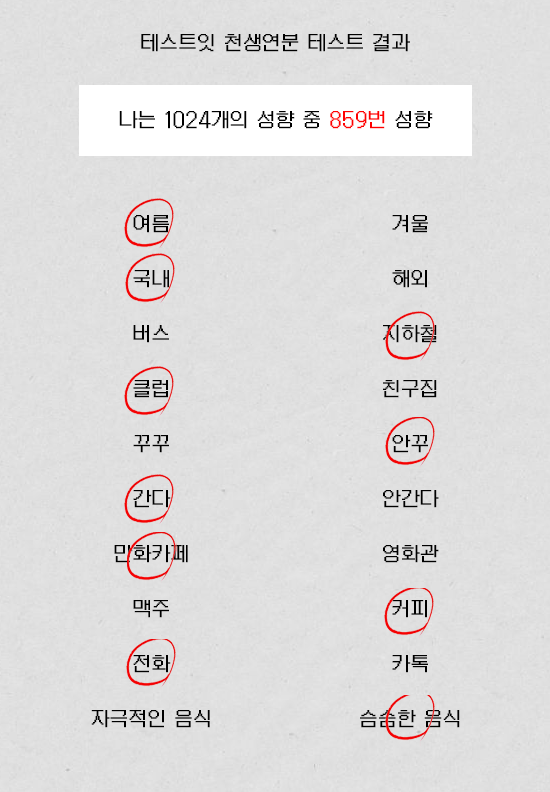 테스트잇 천생연분 테스트 결과
나는 1024개의 성향 중 859번 성향
여름 겨울
국내 해외
버스 지하철
클럽 친구집
꾸꾸 안꾸
간다 안간다
만화카페 영화관
맥주 커피
전화 카톡
자극적인 음식 슴슴한 음식